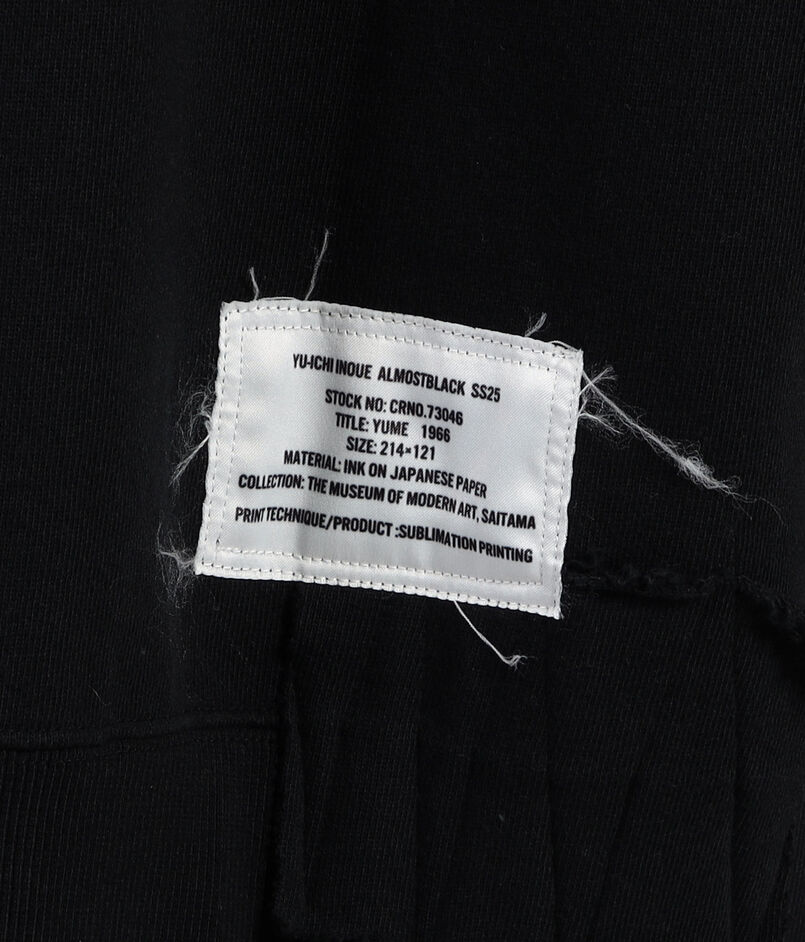 YU-ICHI INOUE ALMOSTBLACK SS25
STOCK NO: CRNO.73046
TITLE: YUME 1966
SIZE: 214×121
MATERIAL: INK ON JAPANESE PAPER
COLLECTION: THE MUSEUM OF MODERN ART, SAITAMA
PRINT TECHNIQUE/PRODUCT :SUBLIMATION PRINTING